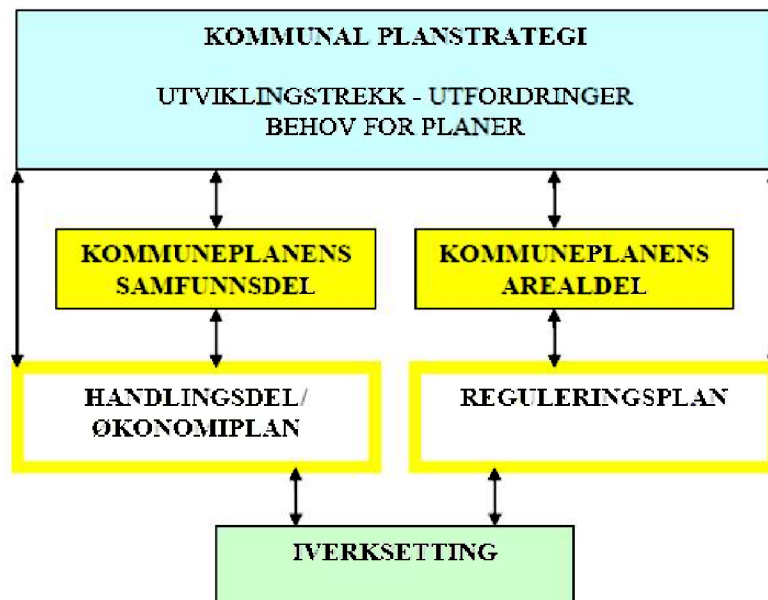 KOMMUNAL PLANSTRATEGI
UTVIKLINGSTREKK - UTFORDRINGER
BEHOV FOR PLANER
KOMMUNEPLANENS
SAMFUNNSDEL
KOMMUNEPLANENS
AREALDEL
HANDLINGSDEL/
ØKONOMIPLAN
REGULERINGSPLAN
IVERKSETTING